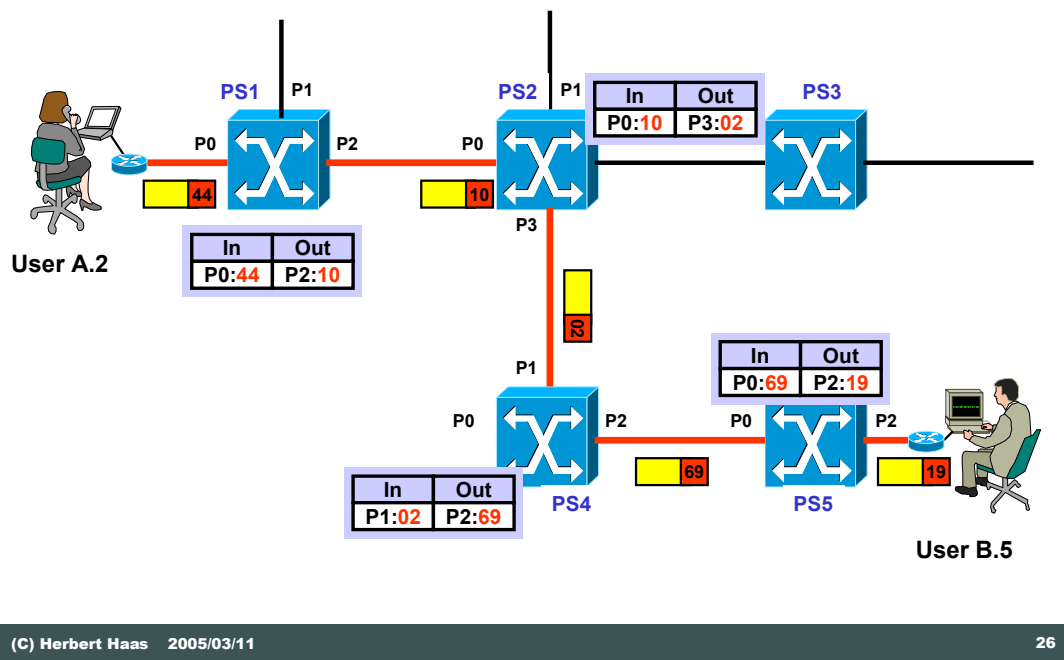 PS1
P1
PS2
P1
In Out
P0:10 P3:02
PS3
P0
P2
P0
44
10
P3
In Out
P0:44 P2:10
User A.2
02
P1
In Out
P0:69 P2:19
P0
P2
P0
P2
69
19
In Out
P1:02 P2:69
PS4
PS5
User B.5
(C) Herbert Haas 2005/03/11
26